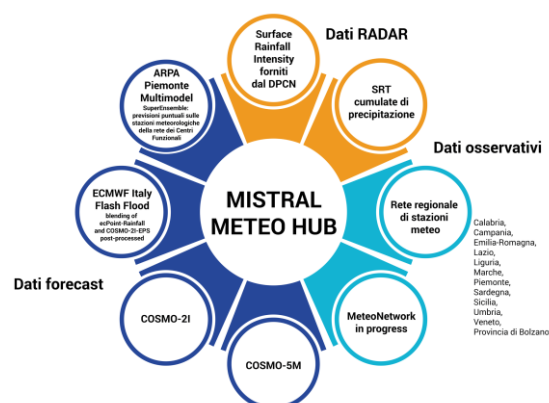 Dati RADAR
Surface
Rainfall
Intensity
forniti
dal DPCN
SRT
cumulate di
precipitazione
Dati osservativi
Rete regionale
di stazioni
meteo
Calabria,
Campania,
Emilia-Romagna,
Lazio,
Liguria,
Marche,
Piemonte,
Sardegna,
Sicilia,
Umbria,
Veneto,
Provincia di Bolzano
MeteoNetwork
in progress
COSMO-5M
COSMO-2I
Dati forecast
ECMWF Italy
Flash Flood
blending of
ecPoint-Rainfall
and COSMO-2I-EPS
post-processed
ARPA
Piemonte
Multimodel
SuperEnsemble:
previsioni puntuali sulle
stazioni meteorologiche
della rete dei Centri
Funzionali
MISTRAL
METEO HUB